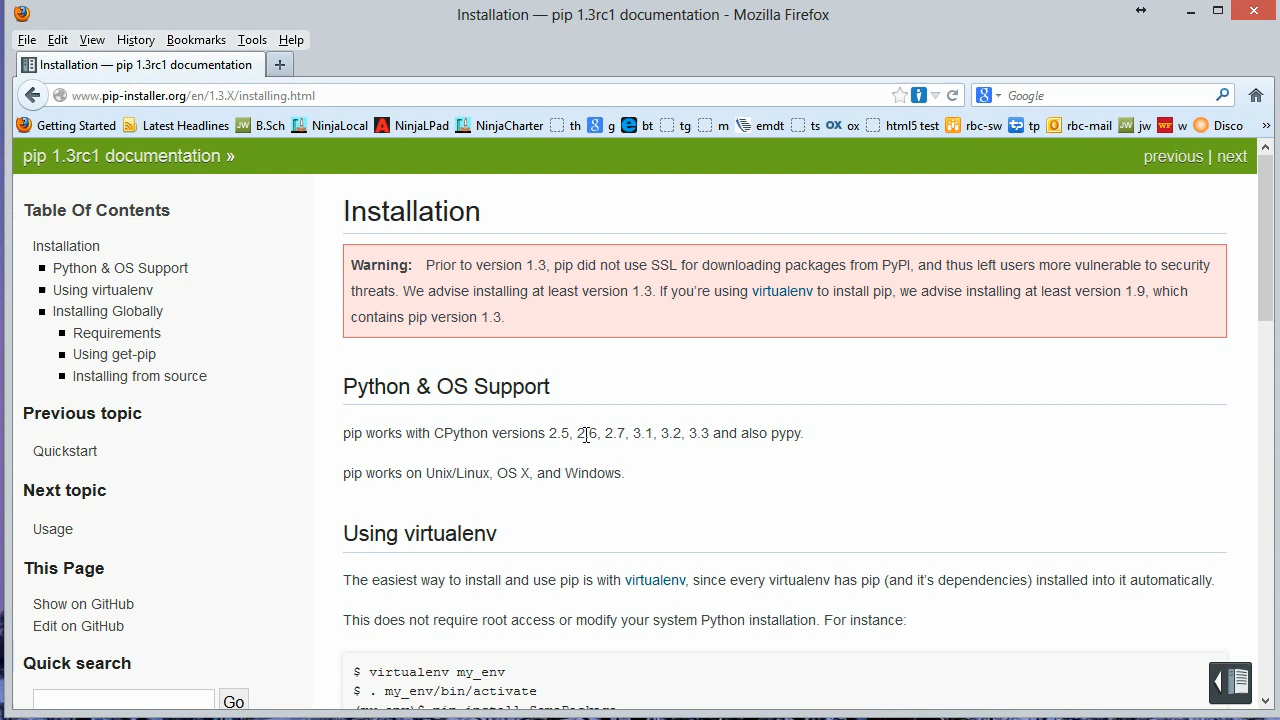 Installation — pip 1.3rc1 documentation - Mozilla Firefox
File Edit View History Bookmarks Tools Help
Installation — pip 1.3rc1 documentation
www.pip-installer.org/en/1.3.X/installing.html
Google
Getting Started Latest Headlines B.Sch NinjaLocal NinjaLPad NinjaCharter th g bt tg m emdt ts ox html5 test rbc-sw tp rbc-mail jw w Disco »
pip 1.3rc1 documentation »
previous | next
Table Of Contents
Installation
Python & OS Support
Using virtualenv
Installing Globally
Requirements
Using get-pip
Installing from source
Previous topic
Quickstart
Next topic
Usage
This Page
Show on GitHub
Edit on GitHub
Quick search
Go
Installation
Warning: Prior to version 1.3, pip did not use SSL for downloading packages from PyPI, and thus left users more vulnerable to security
threats. We advise installing at least version 1.3. If you're using virtualenv to install pip, we advise installing at least version 1.9, which
contains pip version 1.3.
Python & OS Support
pip works with CPython versions 2.5, 2.6, 2.7, 3.1, 3.2, 3.3 and also pypy.
pip works on Unix/Linux, OS X, and Windows.
Using virtualenv
The easiest way to install and use pip is with virtualenv, since every virtualenv has pip (and it's dependencies) installed into it automatically.
This does not require root access or modify your system Python installation. For instance:
$ virtualenv my_env
$ . my_env/bin/activate
(my_env)$ pip install SomePackage